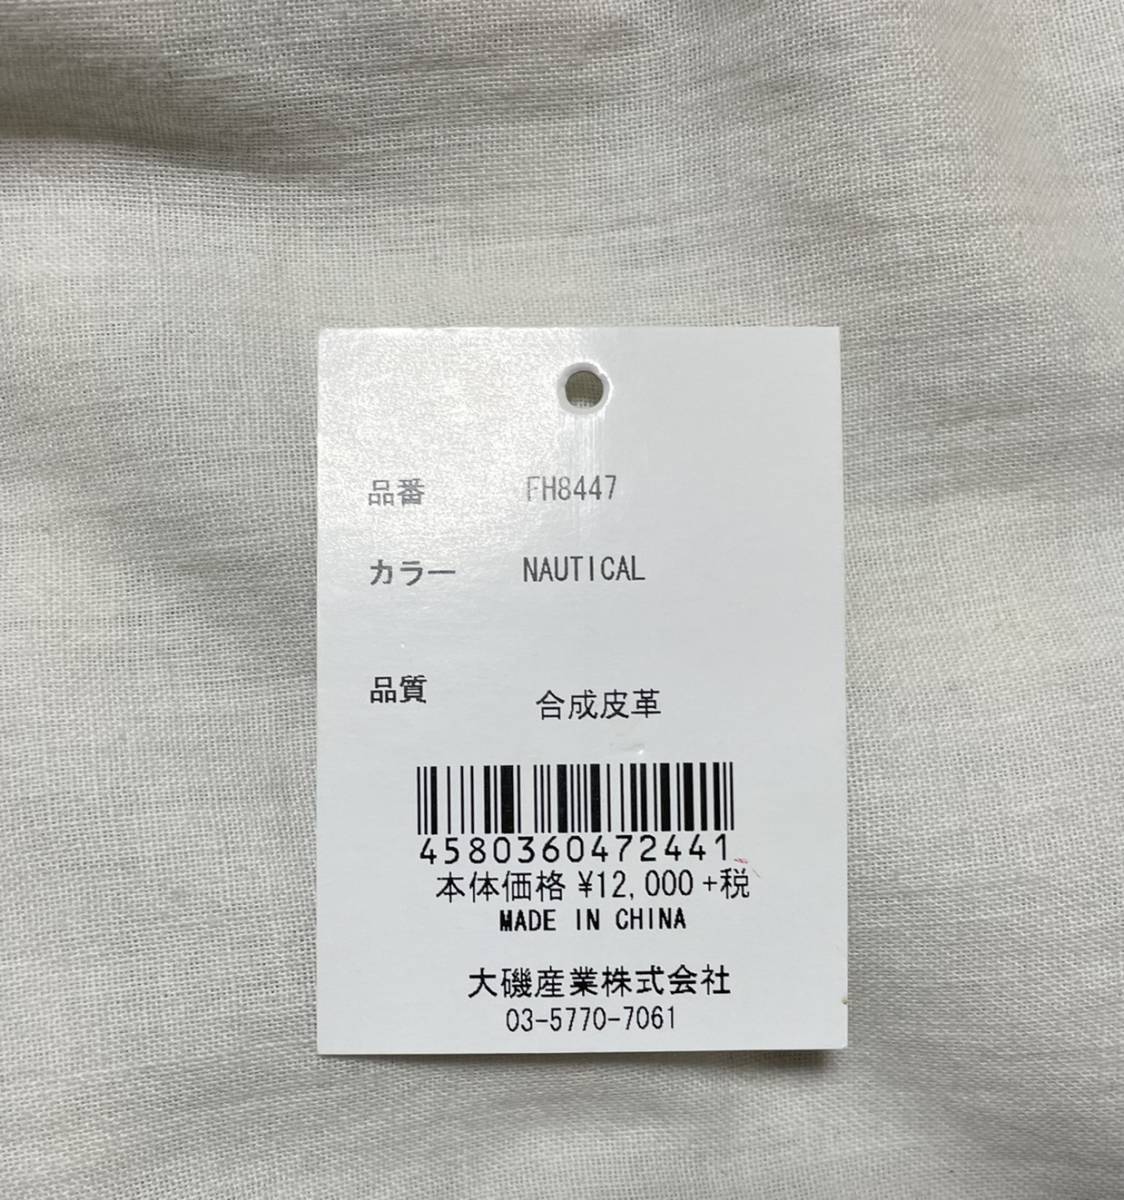 品番 FH8447
カラー NAUTICAL
品質 合成皮革
4580360472441
本体価格 ¥12,000 +税
MADE IN CHINA
大磯産業株式会社
03-5770-7061